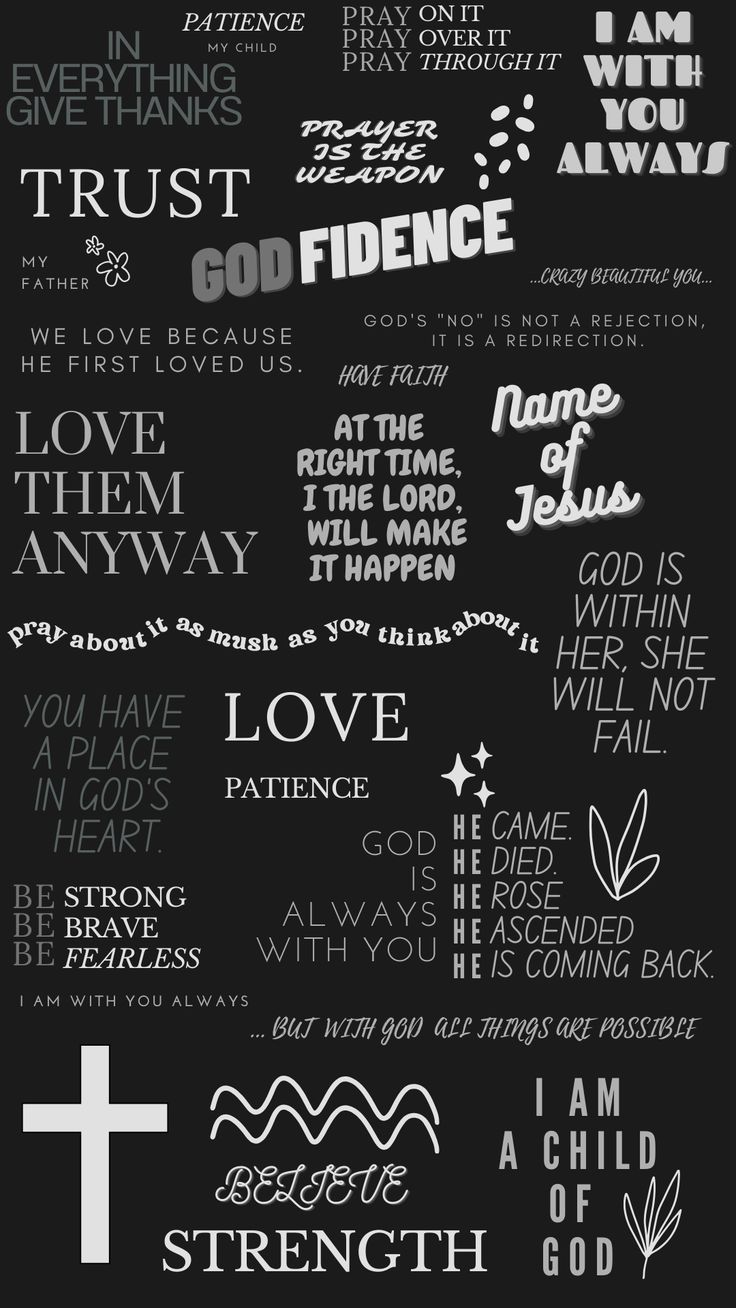 IN
EVERYTHING
GIVE THANKS
PATIENCE
MY CHILD
PRAY ON IT
PRAY OVER IT
PRAY THROUGH IT
I AM
WITH
YOU
ALWAYS
PRAYER
IS THE
WEAPON
TRUST
MY
FATHER
GODFIDENCE
...CRAZY BEAUTIFUL YOU...
WE LOVE BECAUSE
HE FIRST LOVED US.
GOD'S "NO" IS NOT A REJECTION,
IT IS A REDIRECTION.
HAVE FAITH
LOVE
THEM
ANYWAY
AT THE
RIGHT TIME,
I THE LORD,
WILL MAKE
IT HAPPEN
Name
of
Jesus
pray about it as mush as you think about it
GOD IS
WITHIN
HER, SHE
WILL NOT
FAIL.
YOU HAVE
A PLACE
IN GOD'S
HEART.
LOVE
PATIENCE
GOD
IS
ALWAYS
WITH YOU
HE CAME.
HE DIED.
HE ROSE
HE ASCENDED
HE IS COMING BACK.
BE STRONG
BE BRAVE
BE FEARLESS
I AM WITH YOU ALWAYS
... BUT WITH GOD ALL THINGS ARE POSSIBLE
BELIEVE
STRENGTH
I AM
A CHILD
OF
GOD